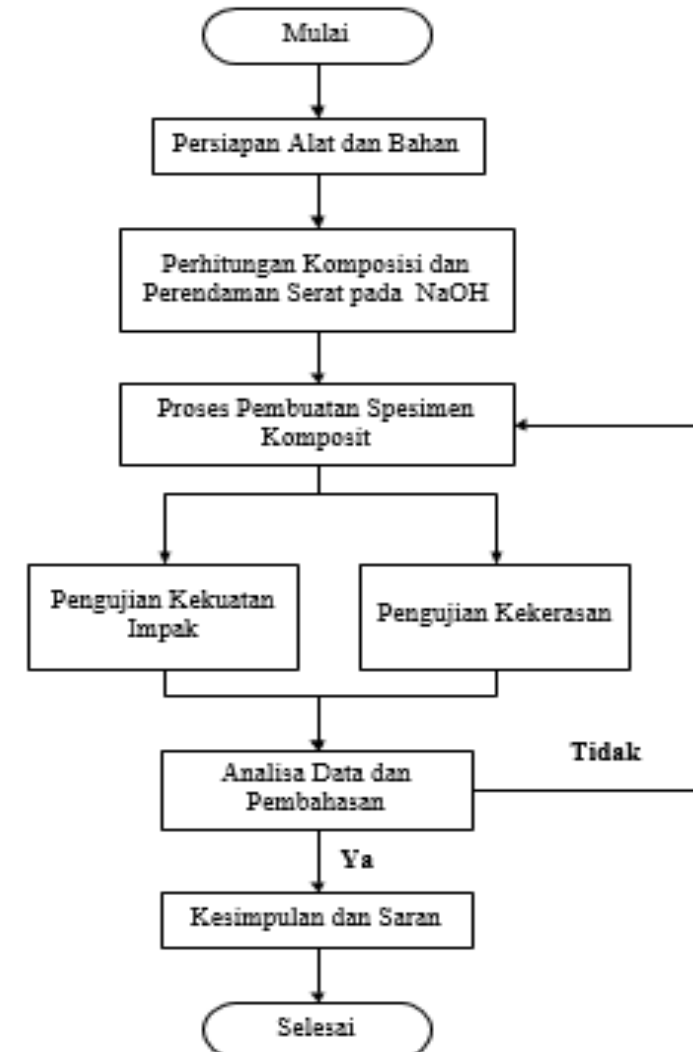 Mulai
Persiapan Alat dan Bahan
Perhitungan Komposisi dan
Perendaman Serat pada NaOH
Proses Pembuatan Spesimen
Komposit
Pengujian Kekuatan
Impak
Pengujian Kekerasan
Analisa Data dan
Pembahasan
Tidak
Ya
Kesimpulan dan Saran
Selesai